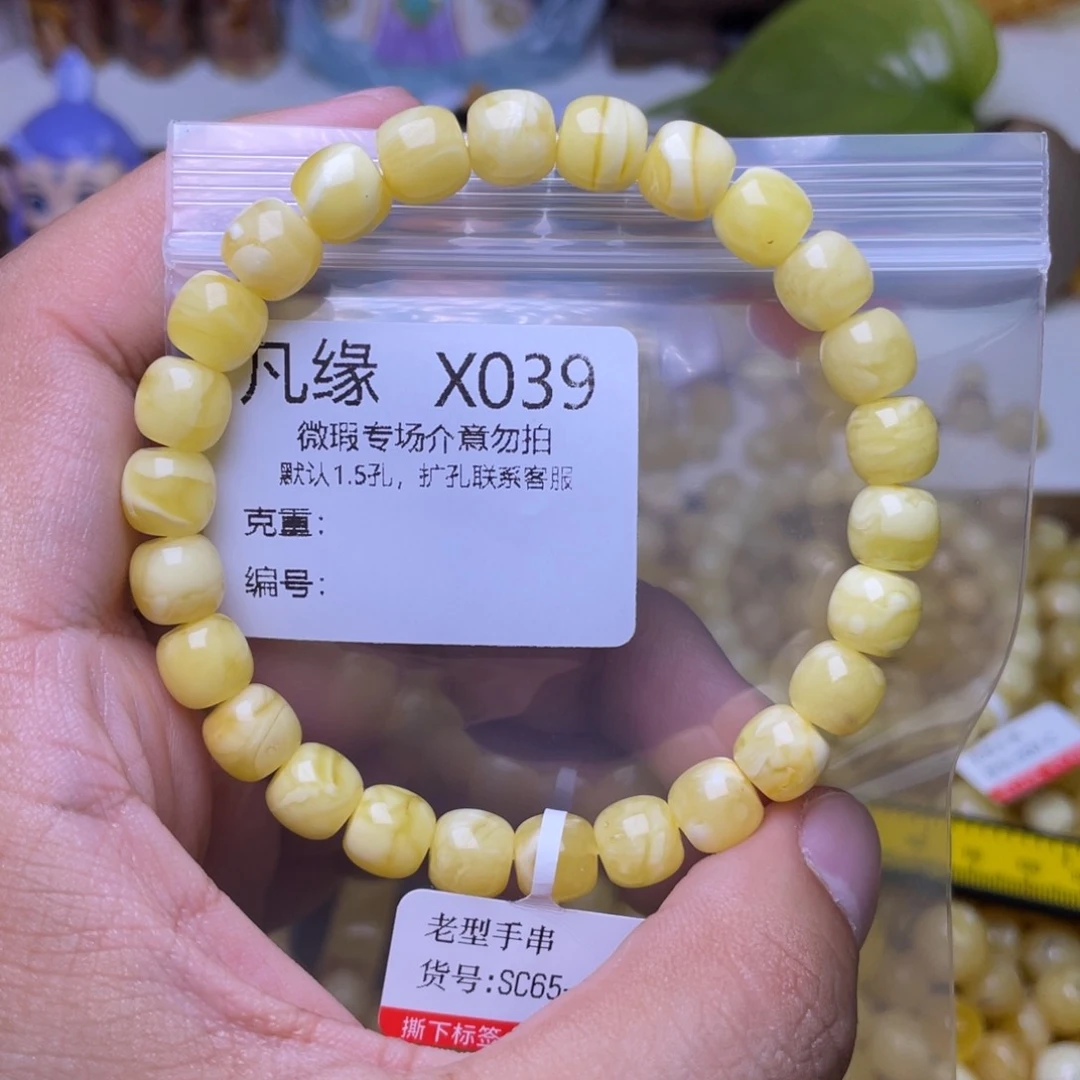 凡缘 X039
微瑕专场介意勿拍
默认1.5孔，扩孔联系客服
克重：
编号：
老型手串
货号:SC65-
撕下标签